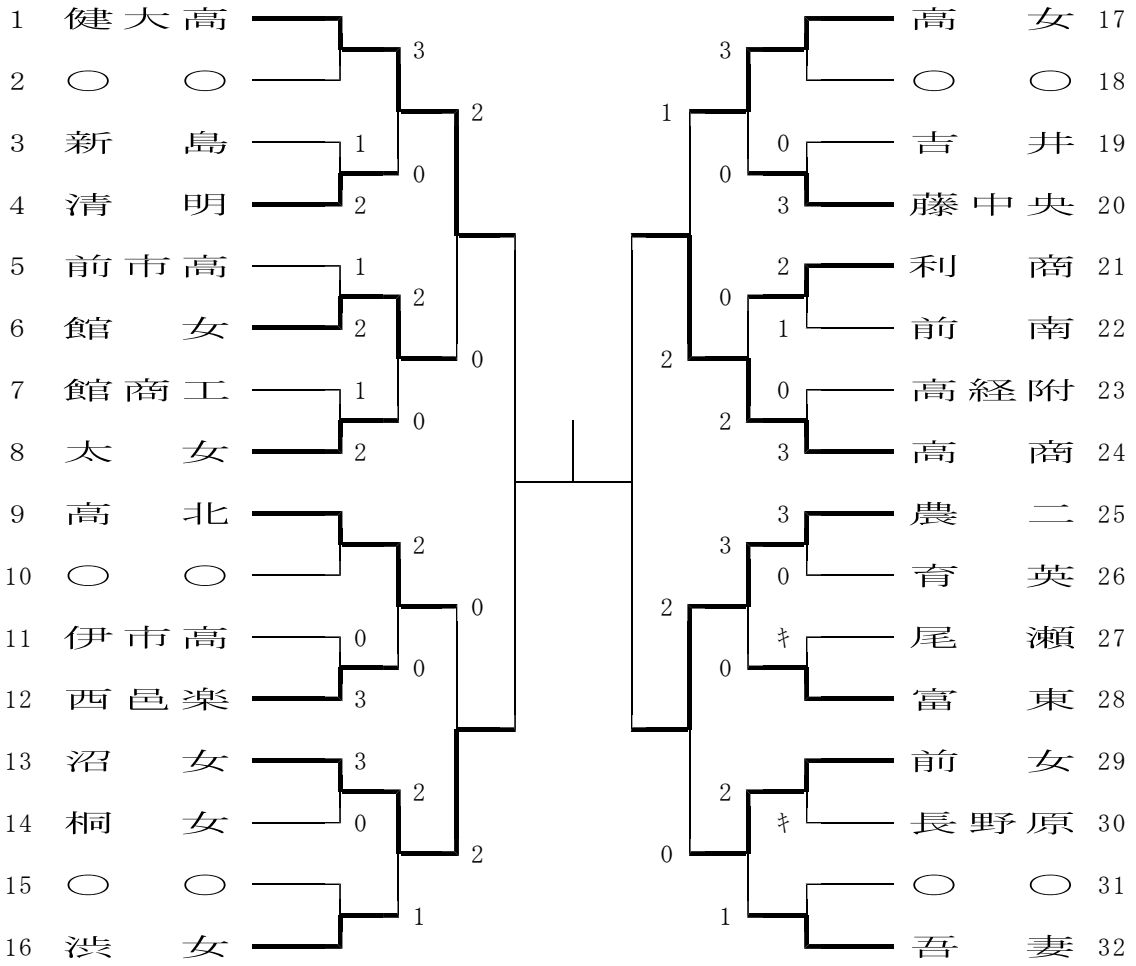 1 健大高
2 ○ ○
3 新 島
4 清 明
5 前市高
6 館 女
7 館商工
8 太 女
9 高 北
10 ○ ○
11 伊市高
12 西邑楽
13 沼 女
14 桐 女
15 ○ ○
16 渋 女
1
2
1
2
1
2
0
3
3
0
3
0
2
0
2
0
2
1
2
0
0
2
1
2
2
0
3
0
0
2
3
0
2
1
0
3
2
1
0
3
3
0
ｷ
ｷ
高 女 17
○ ○ 18
吉 井 19
藤中央 20
利 商 21
前 南 22
高経附 23
高 商 24
農 二 25
育 英 26
尾 瀬 27
富 東 28
前 女 29
長野原 30
○ ○ 31
吾 妻 32